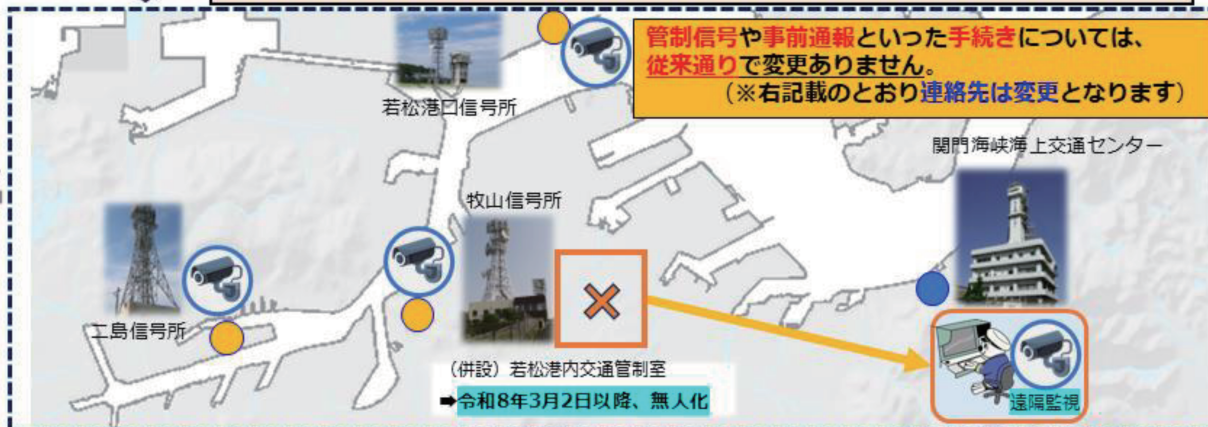 管制信号や事前通報といった手続きについては、
従来通りで変更ありません。
（※右記載のとおり連絡先は変更となります）
若松港口信号所
関門海峡海上交通センター
牧山信号所
二島信号所
（併設）若松港内交通管制室
➡令和8年3月2日以降、無人化
遠隔監視